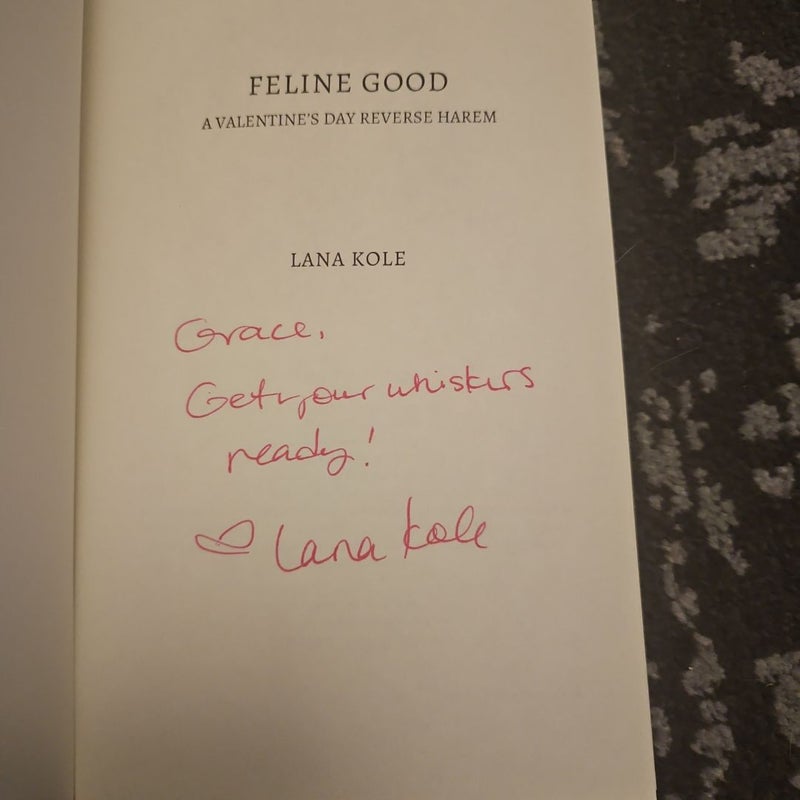 FELINE GOOD
A VALENTINE'S DAY REVERSE HAREM
LANA KOLE
Grace,
Get your whiskers
ready!
♡ Lana Kole